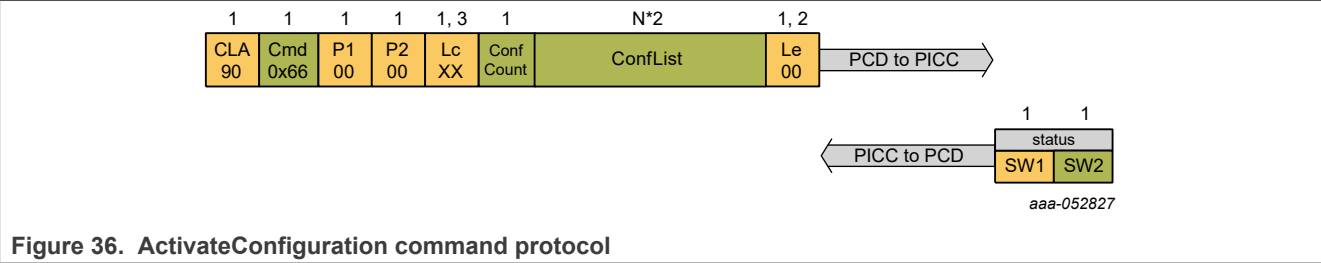 1 1 1 1 1, 3 1 N*2 1, 2
CLA Cmd P1 P2 Lc Conf ConfList Le PCD to PICC
90 0x66 00 00 XX Count 00
1 1
status
PICC to PCD SW1 SW2
aaa-052827
Figure 36. ActivateConfiguration command protocol